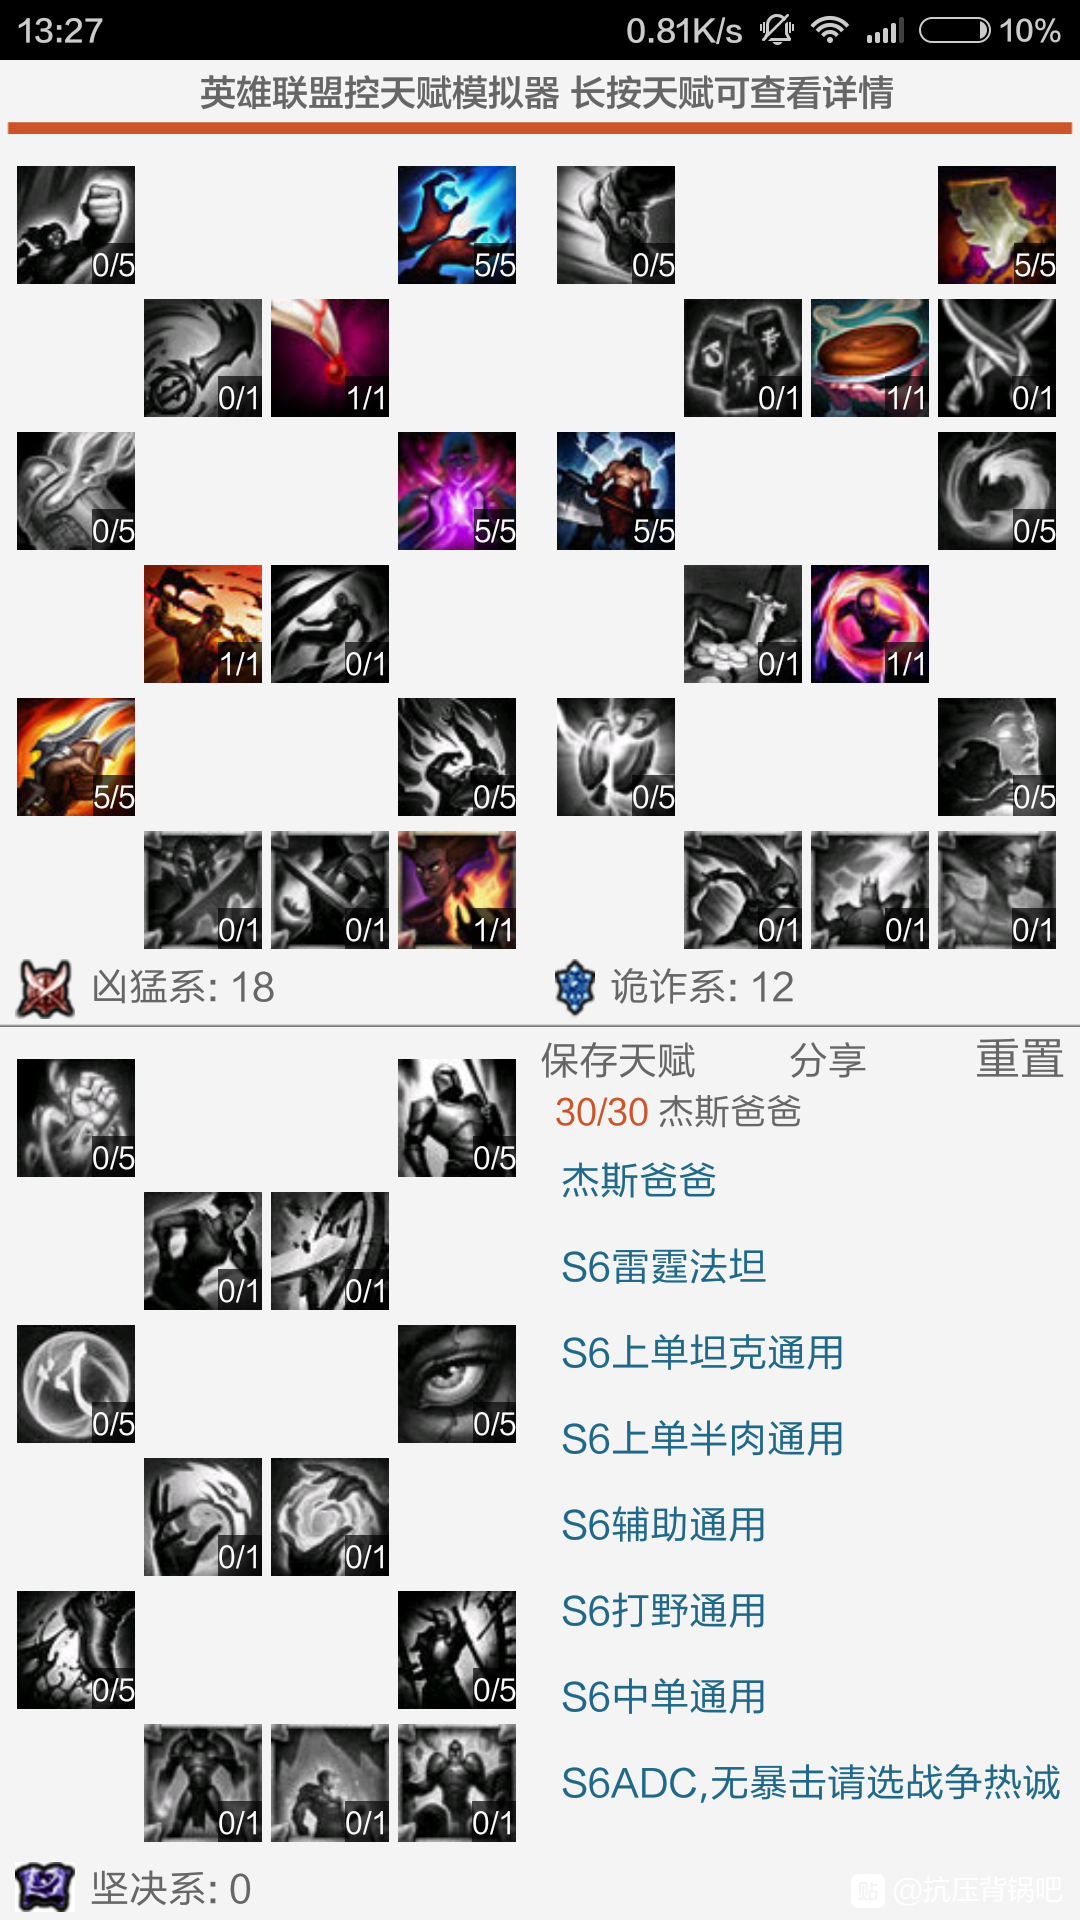 13:27 0.81K/s 10%
英雄联盟控天赋模拟器 长按天赋可查看详情
0/5 5/5 0/5 5/5
0/1 1/1 0/1 1/1 0/1
0/5 5/5 5/5 0/5
1/1 0/1 0/1 1/1
5/5 0/5 0/5 0/5
0/1 0/1 1/1 0/1 0/1 0/1
凶猛系: 18 诡诈系: 12
保存天赋 分享 重置
30/30 杰斯爸爸
杰斯爸爸
S6雷霆法坦
S6上单坦克通用
S6上单半肉通用
S6辅助通用
S6打野通用
S6中单通用
S6ADC,无暴击请选战争热诚
0/5 0/5
0/1 0/1
0/5 0/5
0/1 0/1
0/5 0/5
0/1 0/1 0/1
坚决系: 0
贴 @抗压背锅吧